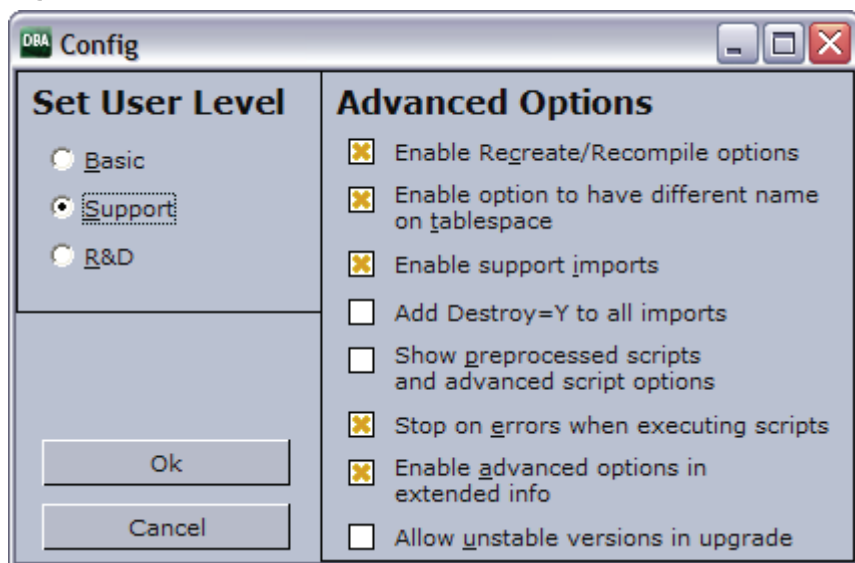 DBA Config
Set User Level
Basic
Support
R&D
Ok
Cancel
Advanced Options
Enable Recreate/Recompile options
Enable option to have different name
on tablespace
Enable support imports
Add Destroy=Y to all imports
Show preprocessed scripts
and advanced script options
Stop on errors when executing scripts
Enable advanced options in
extended info
Allow unstable versions in upgrade